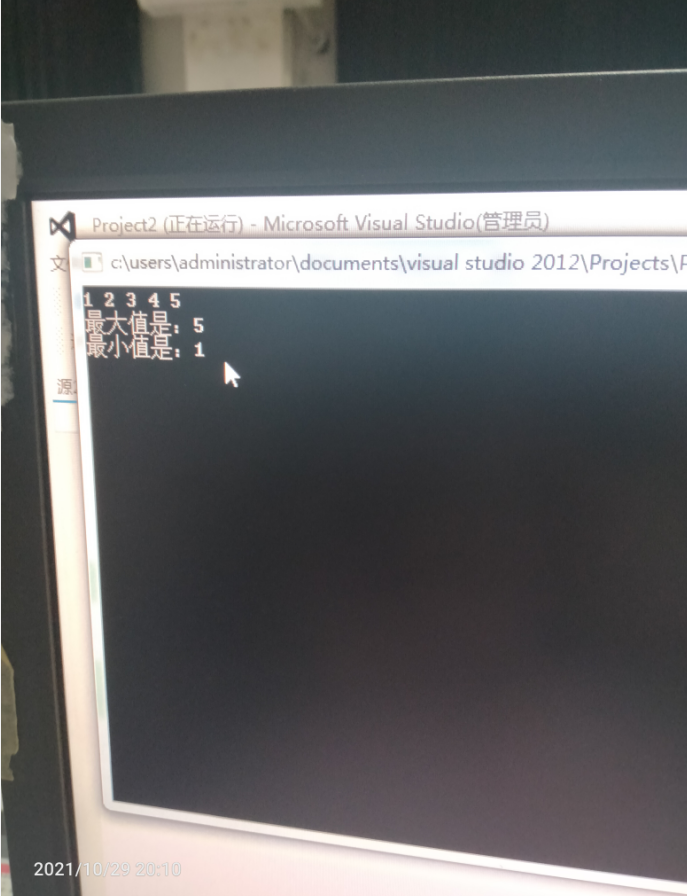 Project2 (正在运行) - Microsoft Visual Studio(管理员)
文
c:\users\administrator\documents\visual studio 2012\Projects\P
1 2 3 4 5
最大值是：5
最小值是：1
源
2021/10/29 20:10